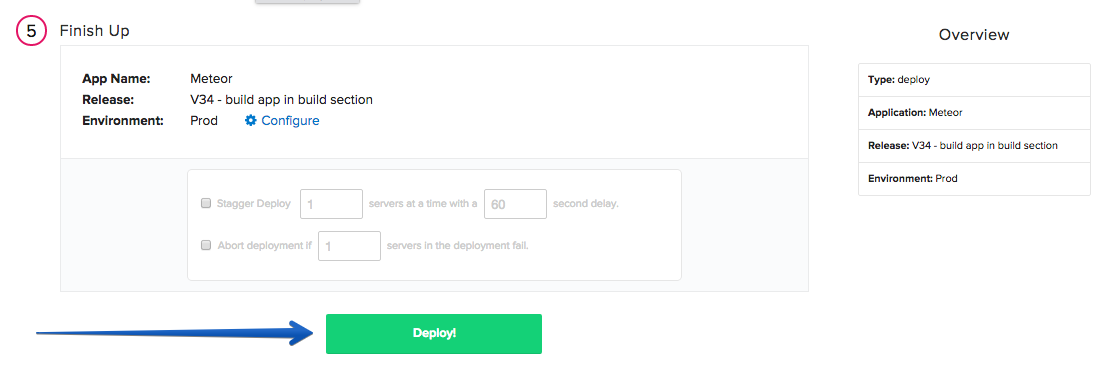 5 Finish Up
App Name: Meteor
Release: V34 - build app in build section
Environment: Prod Configure
Stagger Deploy 1 servers at a time with a 60 second delay.
Abort deployment if 1 servers in the deployment fail.
Deploy!
Overview
Type: deploy
Application: Meteor
Release: V34 - build app in build section
Environment: Prod